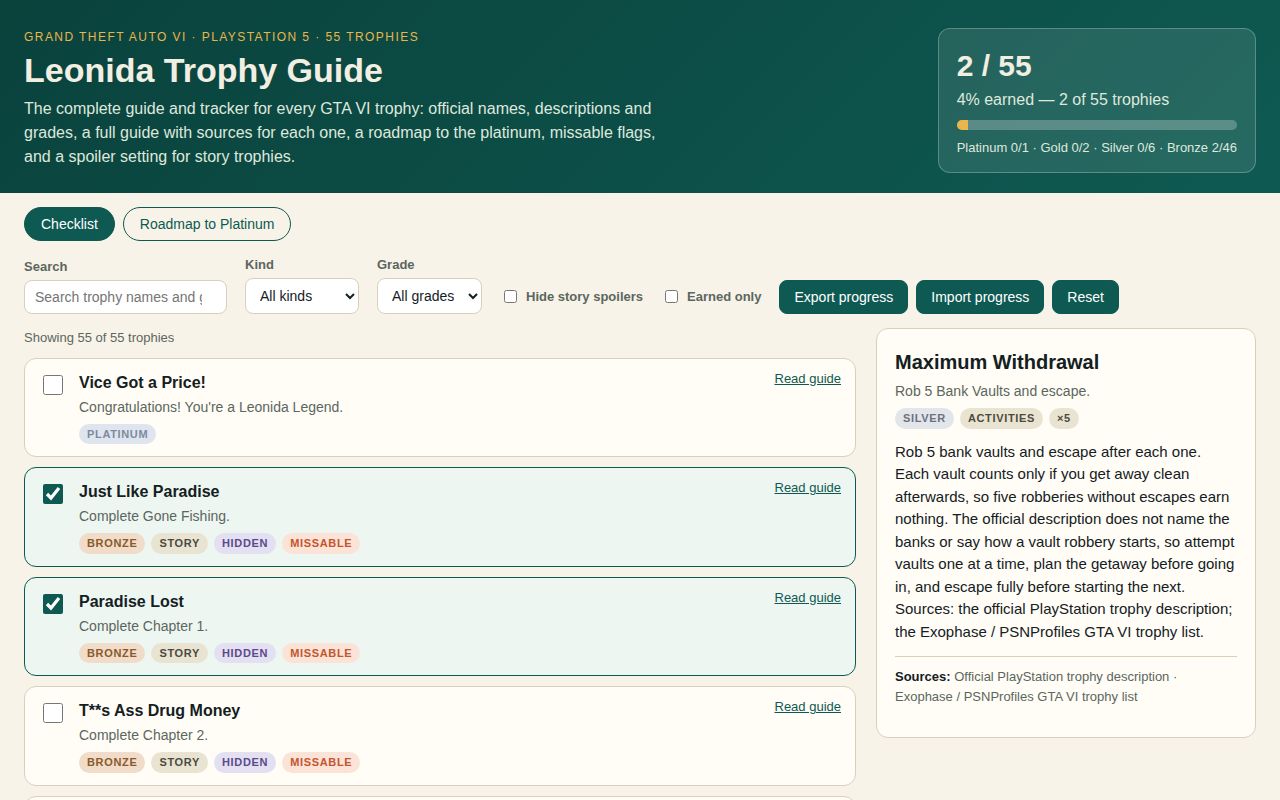 GRAND THEFT AUTO VI · PLAYSTATION 5 · 55 TROPHIES
Leonida Trophy Guide
The complete guide and tracker for every GTA VI trophy: official names, descriptions and
grades, a full guide with sources for each one, a roadmap to the platinum, missable flags,
and a spoiler setting for story trophies.
2 / 55
4% earned — 2 of 55 trophies
Platinum 0/1 · Gold 0/2 · Silver 0/6 · Bronze 2/46
Checklist
Roadmap to Platinum
Search
Search trophy names and g
Kind
All kinds
Grade
All grades
Hide story spoilers
Earned only
Export progress
Import progress
Reset
Showing 55 of 55 trophies
Vice Got a Price!
Read guide
Congratulations! You're a Leonida Legend.
PLATINUM
Just Like Paradise
Read guide
Complete Gone Fishing.
BRONZE STORY HIDDEN MISSABLE
Paradise Lost
Read guide
Complete Chapter 1.
BRONZE STORY HIDDEN MISSABLE
T**s Ass Drug Money
Read guide
Complete Chapter 2.
BRONZE STORY HIDDEN MISSABLE
Maximum Withdrawal
Rob 5 Bank Vaults and escape.
SILVER ACTIVITIES ×5
Rob 5 bank vaults and escape after each one.
Each vault counts only if you get away clean
afterwards, so five robberies without escapes earn
nothing. The official description does not name the
banks or say how a vault robbery starts, so attempt
vaults one at a time, plan the getaway before going
in, and escape fully before starting the next.
Sources: the official PlayStation trophy description;
the Exophase / PSNProfiles GTA VI trophy list.
Sources: Official PlayStation trophy description ·
Exophase / PSNProfiles GTA VI trophy list